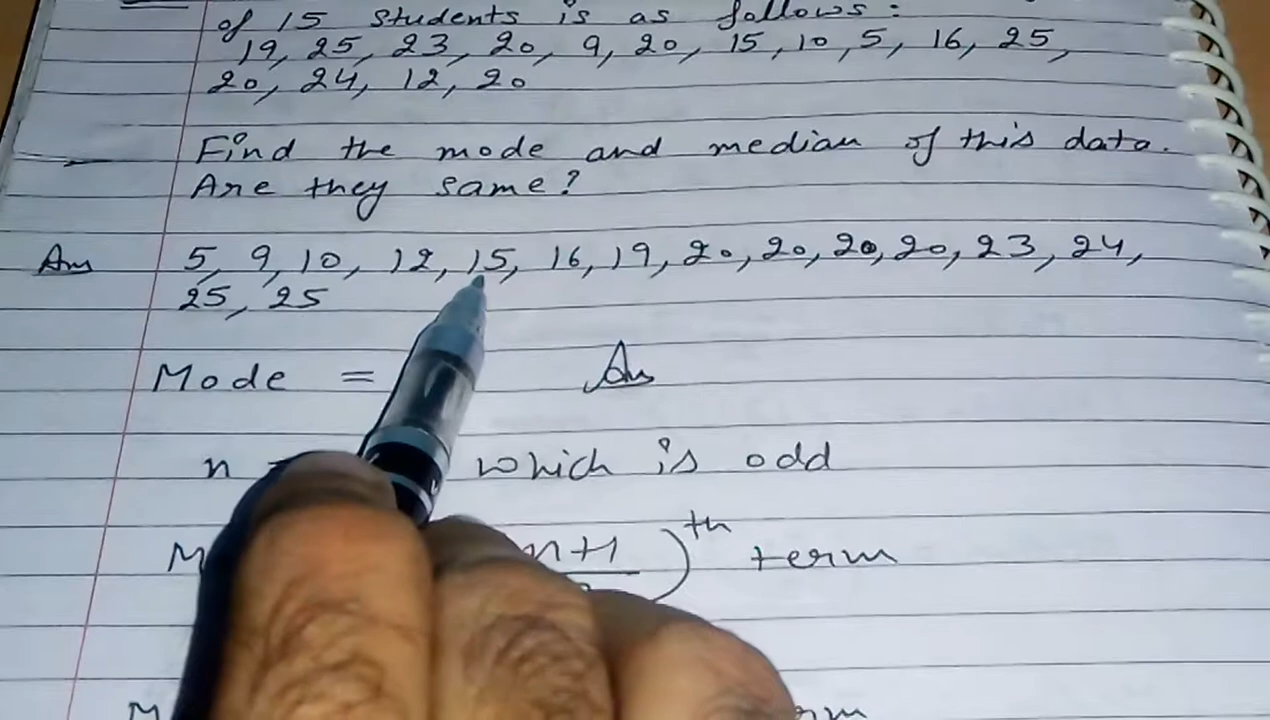 of 15 students is as follows:
19, 25, 23, 20, 9, 20, 15, 10, 5, 16, 25,
20, 24, 12, 20
Find the mode and median of this data.
Are they same?
Ans 5, 9, 10, 12, 15, 16, 19, 20, 20, 20, 20, 23, 24,
25, 25
Mode = Ans
n which is odd
M n+1 )th term
M